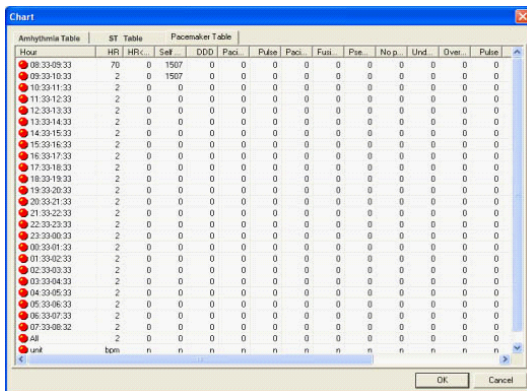 Chart
Arrhythmia Table ST Table Pacemaker Table
Hour HR HR<... Self... DDD Paci... Pulse Paci... Fusi... Pse... No p... Und... Over... Pulse
08:33-09:33 70 0 1507 0 0 0 0 0 0 0 0 0 0
09:33-10:33 2 0 1507 0 0 0 0 0 0 0 0 0 0
10:33-11:33 2 0 0 0 0 0 0 0 0 0 0 0 0
11:33-12:33 2 0 0 0 0 0 0 0 0 0 0 0 0
12:33-13:33 2 0 0 0 0 0 0 0 0 0 0 0 0
13:33-14:33 2 0 0 0 0 0 0 0 0 0 0 0 0
14:33-15:33 2 0 0 0 0 0 0 0 0 0 0 0 0
15:33-16:33 2 0 0 0 0 0 0 0 0 0 0 0 0
16:33-17:33 2 0 0 0 0 0 0 0 0 0 0 0 0
17:33-18:33 2 0 0 0 0 0 0 0 0 0 0 0 0
18:33-19:33 2 0 0 0 0 0 0 0 0 0 0 0 0
19:33-20:33 2 0 0 0 0 0 0 0 0 0 0 0 0
20:33-21:33 2 0 0 0 0 0 0 0 0 0 0 0 0
21:33-22:33 2 0 0 0 0 0 0 0 0 0 0 0 0
22:33-23:33 2 0 0 0 0 0 0 0 0 0 0 0 0
23:33-00:33 2 0 0 0 0 0 0 0 0 0 0 0 0
00:33-01:33 2 0 0 0 0 0 0 0 0 0 0 0 0
01:33-02:33 2 0 0 0 0 0 0 0 0 0 0 0 0
02:33-03:33 2 0 0 0 0 0 0 0 0 0 0 0 0
03:33-04:33 2 0 0 0 0 0 0 0 0 0 0 0 0
04:33-05:33 2 0 0 0 0 0 0 0 0 0 0 0 0
05:33-06:33 2 0 0 0 0 0 0 0 0 0 0 0 0
06:33-07:33 2 0 0 0 0 0 0 0 0 0 0 0 0
07:33-08:32 2 0 0 0 0 0 0 0 0 0 0 0 0
All 2 0 0 0 0 0 0 0 0 0 0 0 0
unit bpm n n n n n n n n n n n n
OK Cancel